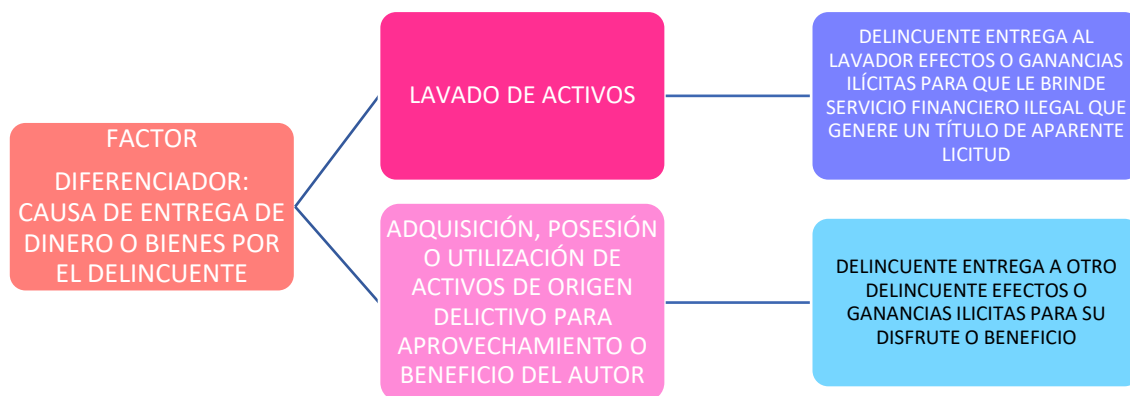 FACTOR
DIFERENCIADOR:
CAUSA DE ENTREGA DE
DINERO O BIENES POR
EL DELINCUENTE
LAVADO DE ACTIVOS
DELINCUENTE ENTREGA AL
LAVADOR EFECTOS O GANANCIAS
ILÍCITAS PARA QUE LE BRINDE
SERVICIO FINANCIERO ILEGAL QUE
GENERE UN TÍTULO DE APARENTE
LICITUD
ADQUISICIÓN, POSESIÓN
O UTILIZACIÓN DE
ACTIVOS DE ORIGEN
DELICTIVO PARA
APROVECHAMIENTO O
BENEFICIO DEL AUTOR
DELINCUENTE ENTREGA A OTRO
DELINCUENTE EFECTOS O
GANANCIAS ILICITAS PARA SU
DISFRUTE O BENEFICIO